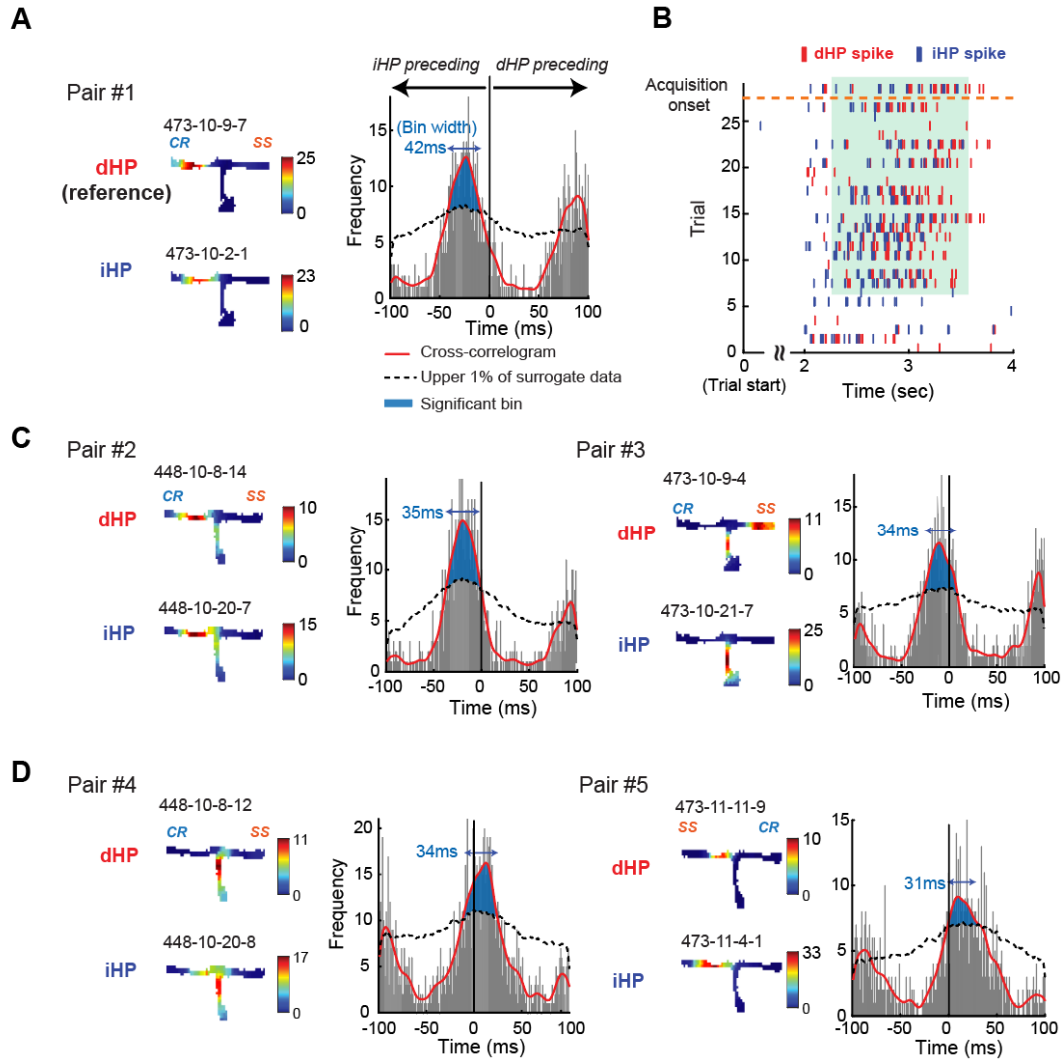 A
B
Pair #1
473-10-9-7
CR
SS
dHP
(reference)
25
0
iHP
473-10-2-1
23
0
iHP preceding
dHP preceding
(Bin width)
42ms
Frequency
15
10
5
0
-100
-50
0
50
100
Time (ms)
Cross-correlogram
Upper 1% of surrogate data
Significant bin
dHP spike
iHP spike
Acquisition
onset
Trial
25
20
15
10
5
0
0
2
3
4
(Trial start)
Time (sec)
C
Pair #2
448-10-8-14
CR
SS
dHP
10
0
448-10-20-7
iHP
15
0
35ms
Frequency
15
10
5
0
-100
-50
0
50
100
Time (ms)
Pair #3
473-10-9-4
CR
SS
dHP
11
0
473-10-21-7
iHP
25
0
34ms
15
10
5
0
-100
-50
0
50
100
Time (ms)
D
Pair #4
448-10-8-12
CR
SS
dHP
11
0
448-10-20-8
iHP
17
0
34ms
Frequency
20
15
10
5
0
-100
-50
0
50
100
Time (ms)
Pair #5
473-11-11-9
SS
CR
dHP
10
0
473-11-4-1
iHP
33
0
31ms
15
10
5
0
-100
-50
0
50
100
Time (ms)